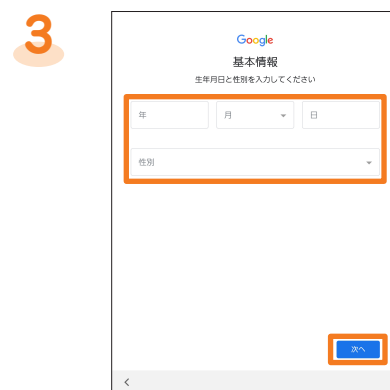 3
Google
基本情報
生年月日と性別を入力してください
年 月 日
性別
次へ